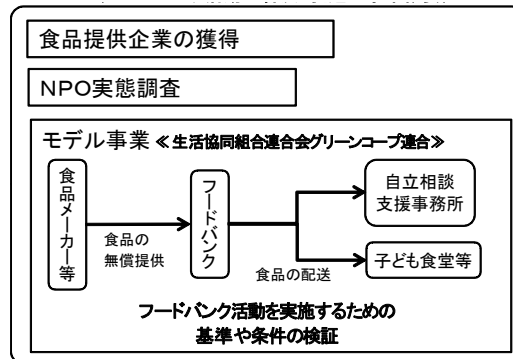 食品提供企業の獲得
NPO実態調査
モデル事業 ≪生活協同組合連合会グリーンコープ連合≫
食品メーカー等
食品の
無償提供
フードバンク
食品の配送
自立相談
支援事務所
子ども食堂等
フードバンク活動を実施するための
基準や条件の検証